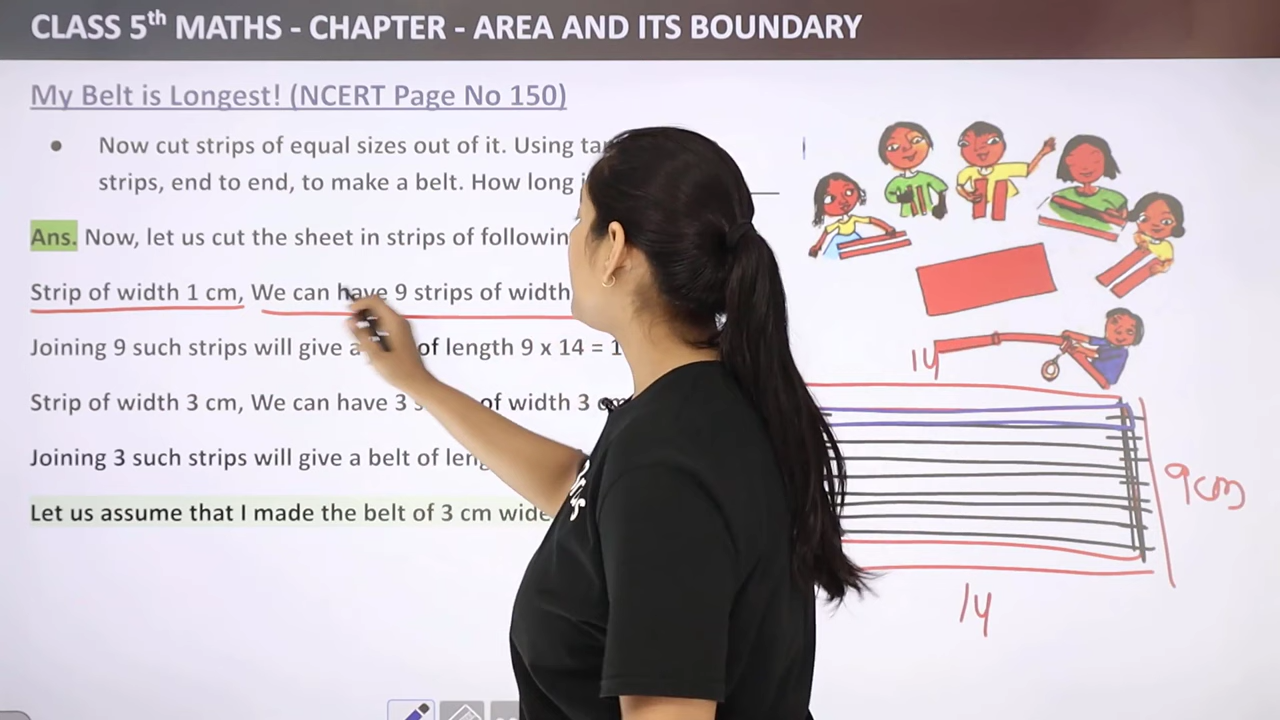 CLASS 5th MATHS - CHAPTER - AREA AND ITS BOUNDARY
My Belt is Longest! (NCERT Page No 150)
• Now cut strips of equal sizes out of it. Using
strips, end to end, to make a belt. How long
Ans. Now, let us cut the sheet in strips of
Strip of width 1 cm, We can have 9 strips of width
Joining 9 such strips will give a of length 9 x 14 =
14
Strip of width 3 cm, We can have 3 of width 3
Joining 3 such strips will give a belt of
9cm
Let us assume that I made the belt of 3 cm wide
14